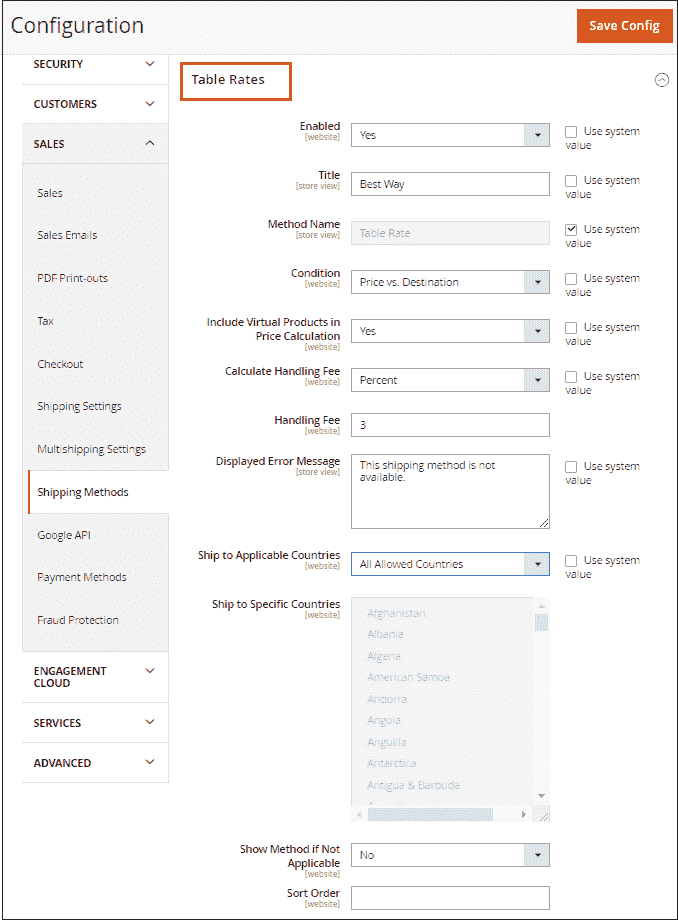 Configuration
Save Config
SECURITY
CUSTOMERS
SALES
Sales
Sales Emails
PDF Print-outs
Tax
Checkout
Shipping Settings
Multishipping Settings
Shipping Methods
Google API
Payment Methods
Fraud Protection
ENGAGEMENT
CLOUD
SERVICES
ADVANCED
Table Rates
Enabled
[website]
Yes
Use system
value
Title
[store view]
Best Way
Use system
value
Method Name
[store view]
Table Rate
Use system
value
Condition
[website]
Price vs. Destination
Use system
value
Include Virtual Products in
Price Calculation
[website]
Yes
Use system
value
Calculate Handling Fee
[website]
Percent
Use system
value
Handling Fee
[website]
3
Displayed Error Message
[store view]
This shipping method is not
available.
Use system
value
Ship to Applicable Countries
[website]
All Allowed Countries
Use system
value
Ship to Specific Countries
[website]
Afghanistan
Albania
Algeria
American Samoa
Andorra
Angola
Anguilla
Antarctica
Antigua & Barbuda
Show Method if Not
Applicable
[website]
No
Sort Order
[website]